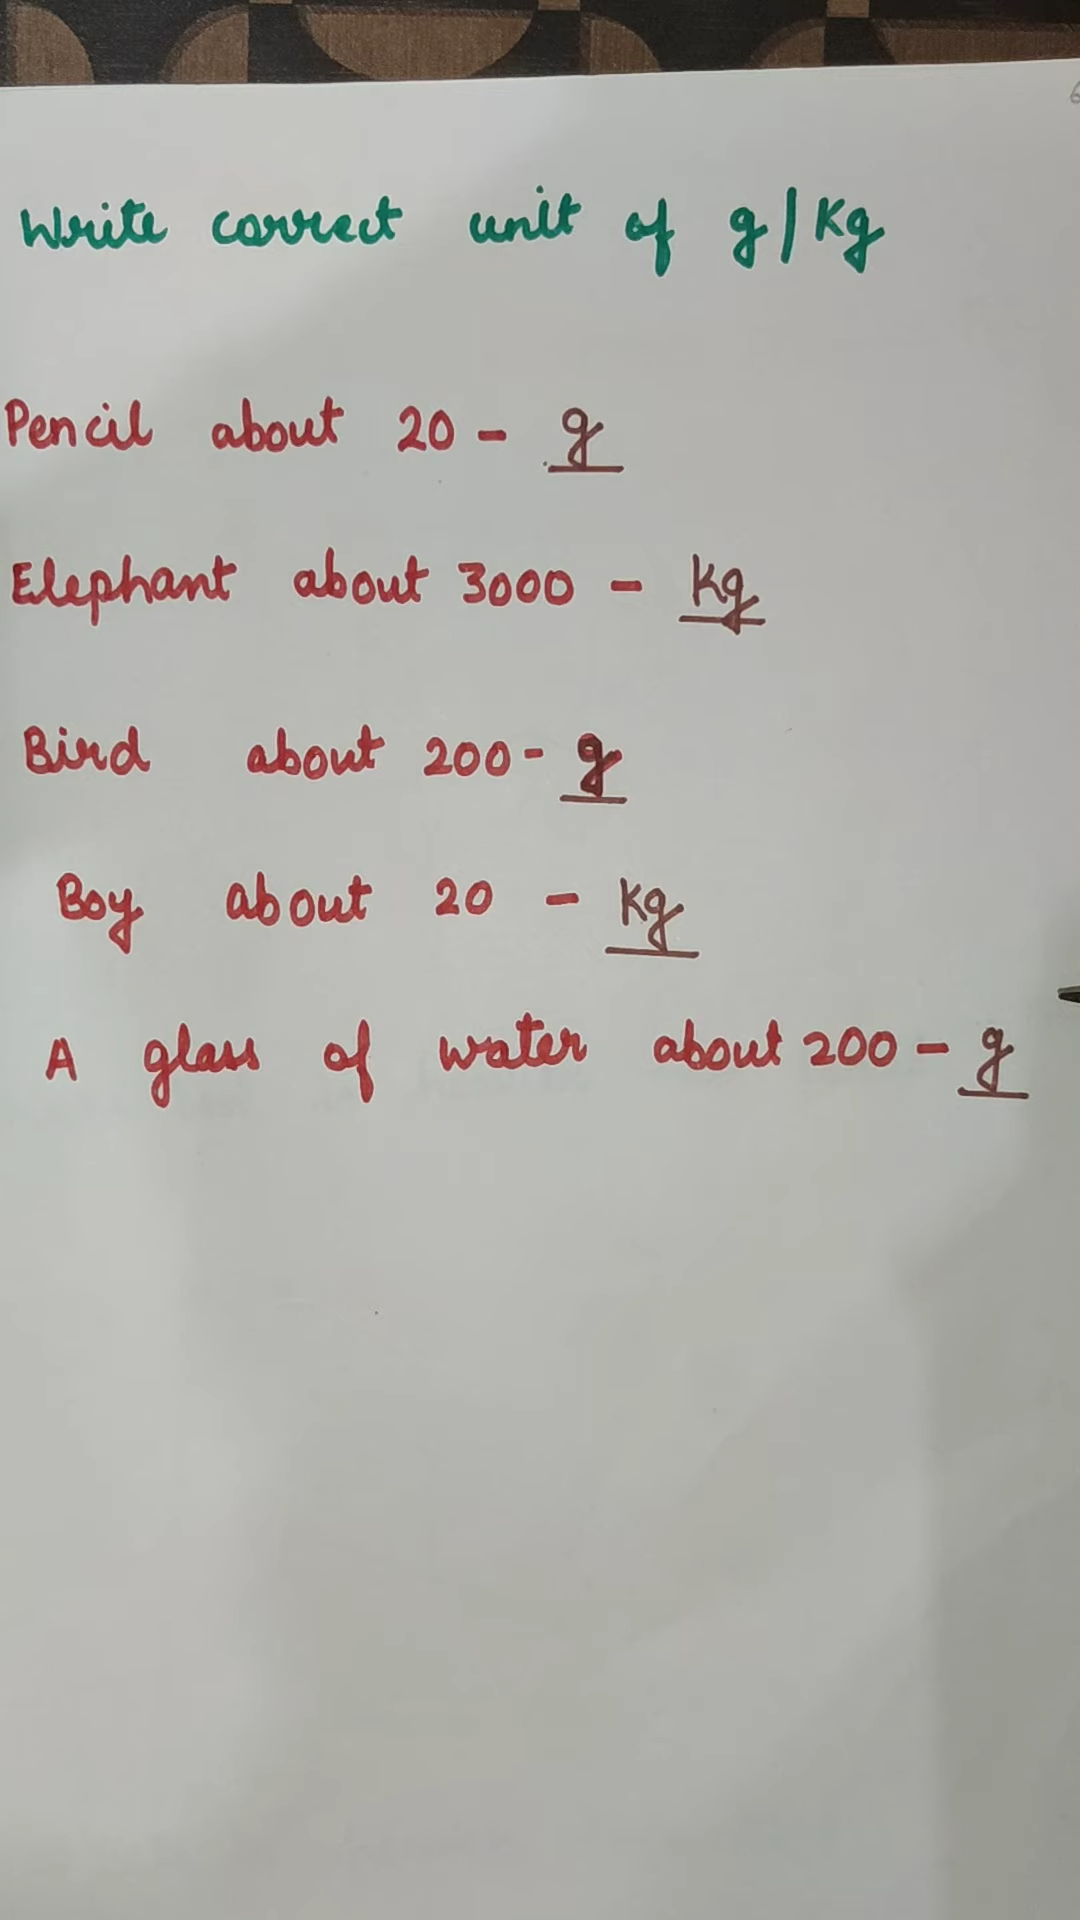 Write correct unit of g/Kg
Pencil about 20 - g
Elephant about 3000 - Kg
Bird about 200 - g
Boy about 20 - Kg
A glass of water about 200 - g